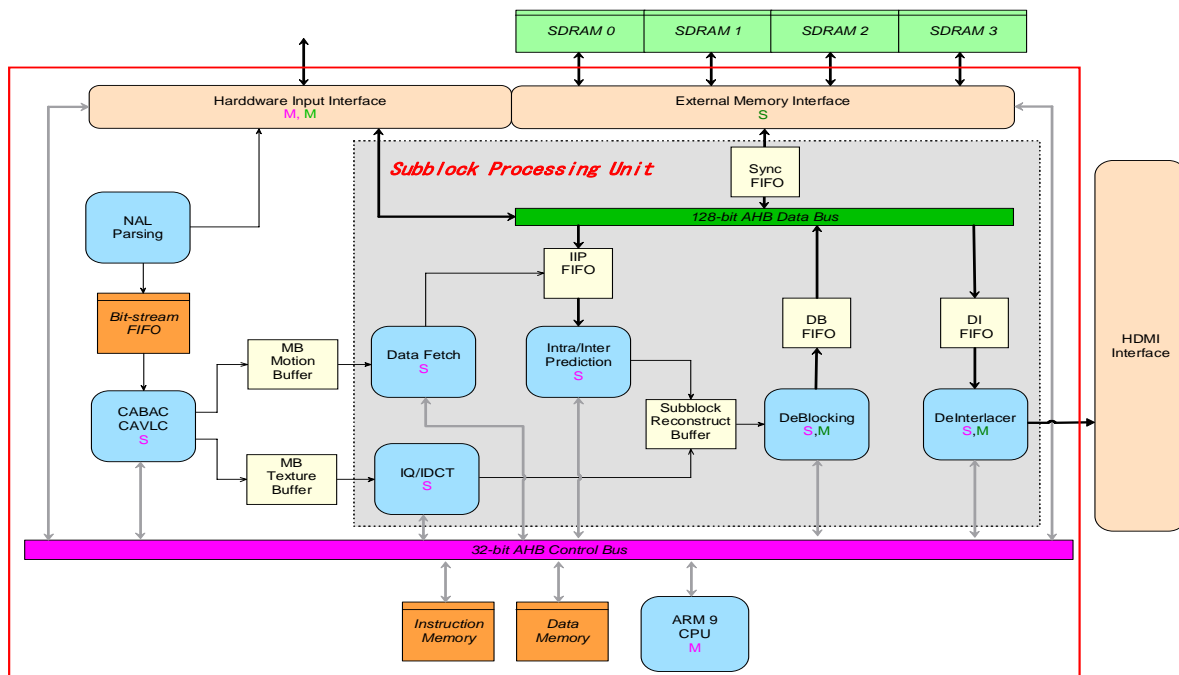 SDRAM 0
SDRAM 1
SDRAM 2
SDRAM 3
Harddware Input Interface
M, M
External Memory Interface
S
Subblock Processing Unit
Sync
FIFO
NAL
Parsing
128-bit AHB Data Bus
IIP
FIFO
Bit-stream
FIFO
DB
FIFO
DI
FIFO
HDMI
Interface
MB
Motion
Buffer
Data Fetch
S
Intra/Inter
Prediction
S
CABAC
CAVLC
S
Subblock
Reconstruct
Buffer
DeBlocking
S,M
DeInterlacer
S,M
MB
Texture
Buffer
IQ/IDCT
S
32-bit AHB Control Bus
Instruction
Memory
Data
Memory
ARM 9
CPU
M